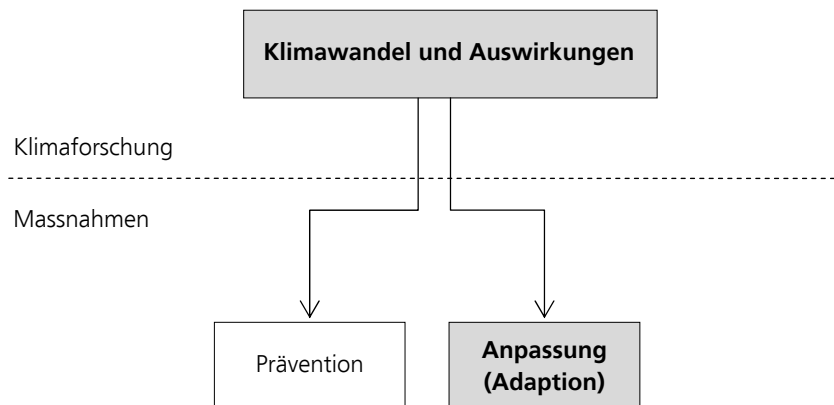 Klimawandel und Auswirkungen
Klimaforschung
Massnahmen
Prävention
Anpassung
(Adaption)